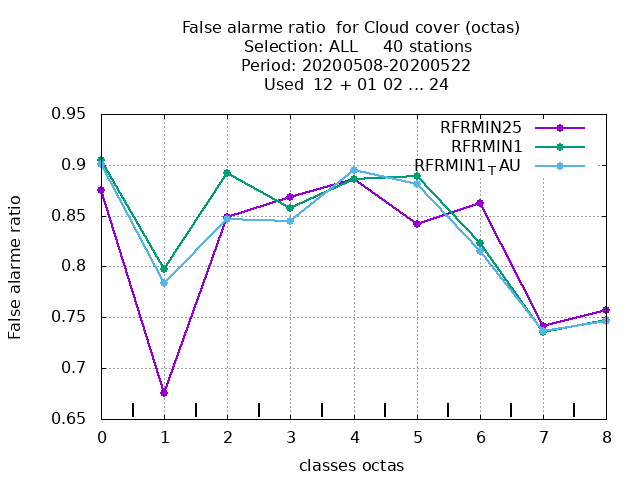 False alarme ratio  for Cloud cover (octas)
Selection: ALL     40 stations
Period: 20200508-20200522
Used  12 + 01 02 ... 24
0.95
0.9
0.85
0.8
0.75
0.7
0.65
False alarme ratio
RFRMIN25
RFRMIN1
RFRMIN1TAU
0 1 2 3 4 5 6 7 8
classes octas